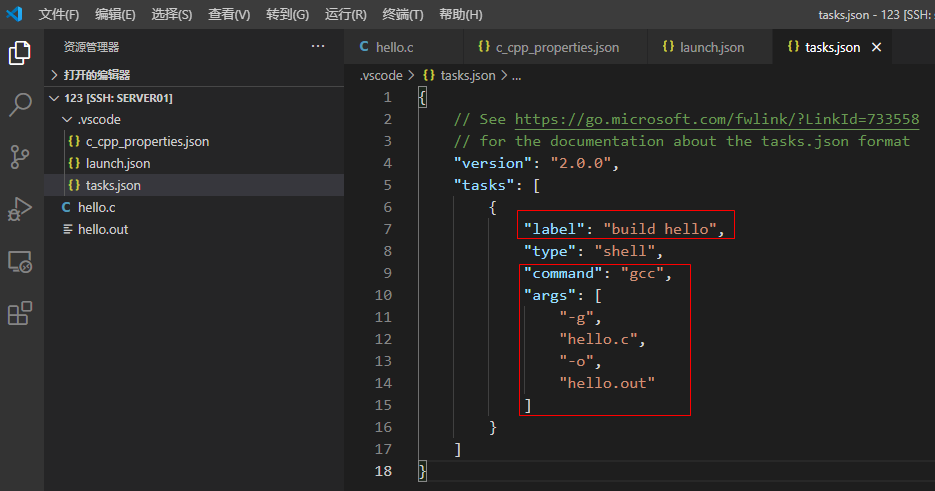 文件(F) 编辑(E) 选择(S) 查看(V) 转到(G) 运行(R) 终端(T) 帮助(H) tasks.json - 123 [SSH:
资源管理器 ···
打开的编辑器
123 [SSH: SERVER01]
.vscode
{} c_cpp_properties.json
{} launch.json
{} tasks.json
C hello.c
hello.out
C hello.c {} c_cpp_properties.json {} launch.json {} tasks.json ×
.vscode > {} tasks.json > ...
1 {
2 // See https://go.microsoft.com/fwlink/?LinkId=733558
3 // for the documentation about the tasks.json format
4 "version": "2.0.0",
5 "tasks": [
6 {
7 "label": "build hello",
8 "type": "shell",
9 "command": "gcc",
10 "args": [
11 "-g",
12 "hello.c",
13 "-o",
14 "hello.out"
15 ]
16 }
17 ]
18 }